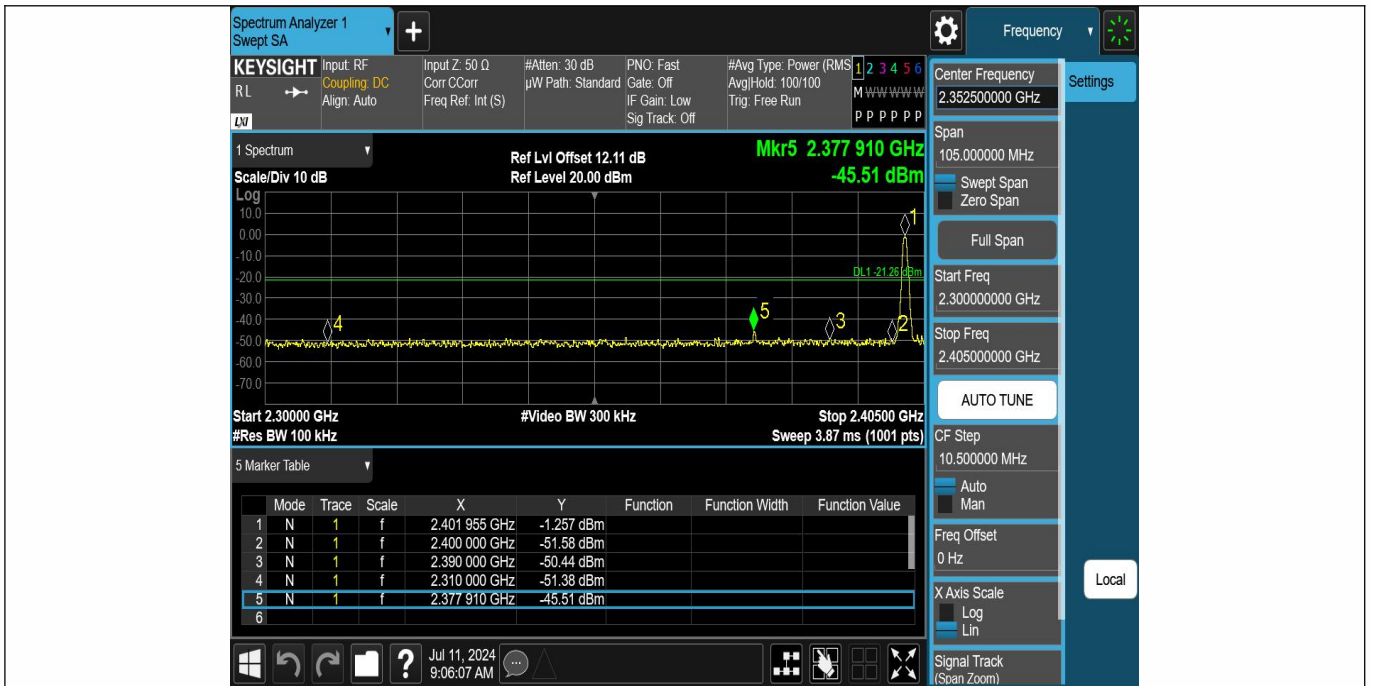 Spectrum Analyzer 1
Swept SA
+
Frequency
KEYSIGHT
RL
LXI
Input: RF
Coupling: DC
Align: Auto
Input Z: 50 Ω
Corr CCorr
Freq Ref: Int (S)
#Atten: 30 dB
µW Path: Standard
PNO: Fast
Gate: Off
IF Gain: Low
Sig Track: Off
#Avg Type: Power (RMS
Avg|Hold: 100/100
Trig: Free Run
1 2 3 4 5 6
M W W W W W
P P P P P P
1 Spectrum
Scale/Div 10 dB
Ref Lvl Offset 12.11 dB
Ref Level 20.00 dBm
Mkr5 2.377 910 GHz
-45.51 dBm
Log
10.0
0.00
-10.0
-20.0
-30.0
-40.0
-50.0
-60.0
-70.0
1
DL1 -21.26 dBm
4
5
3
2
Start 2.30000 GHz
#Video BW 300 kHz
Stop 2.40500 GHz
#Res BW 100 kHz
Sweep 3.87 ms (1001 pts)
5 Marker Table
Mode Trace Scale X Y Function Function Width Function Value
1 N 1 f 2.401 955 GHz -1.257 dBm
2 N 1 f 2.400 000 GHz -51.58 dBm
3 N 1 f 2.390 000 GHz -50.44 dBm
4 N 1 f 2.310 000 GHz -51.38 dBm
5 N 1 f 2.377 910 GHz -45.51 dBm
6
?
Jul 11, 2024
9:06:07 AM
Center Frequency
2.352500000 GHz
Settings
Span
105.000000 MHz
Swept Span
Zero Span
Full Span
Start Freq
2.300000000 GHz
Stop Freq
2.405000000 GHz
AUTO TUNE
CF Step
10.500000 MHz
Auto
Man
Freq Offset
0 Hz
Local
X Axis Scale
Log
Lin
Signal Track
(Span Zoom)